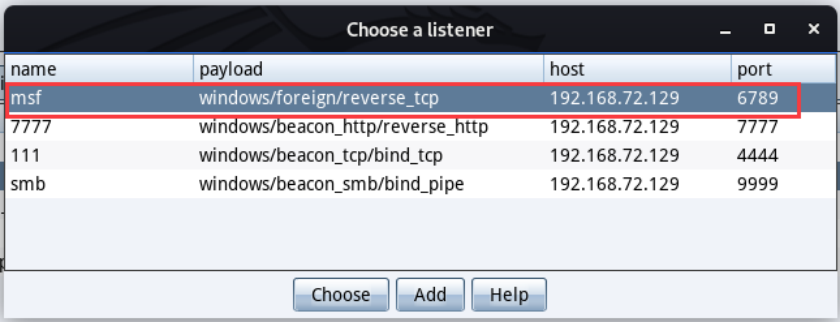 Choose a listener
name payload host port
msf windows/foreign/reverse_tcp 192.168.72.129 6789
7777 windows/beacon_http/reverse_http 192.168.72.129 7777
111 windows/beacon_tcp/bind_tcp 192.168.72.129 4444
smb windows/beacon_smb/bind_pipe 192.168.72.129 9999
Choose Add Help